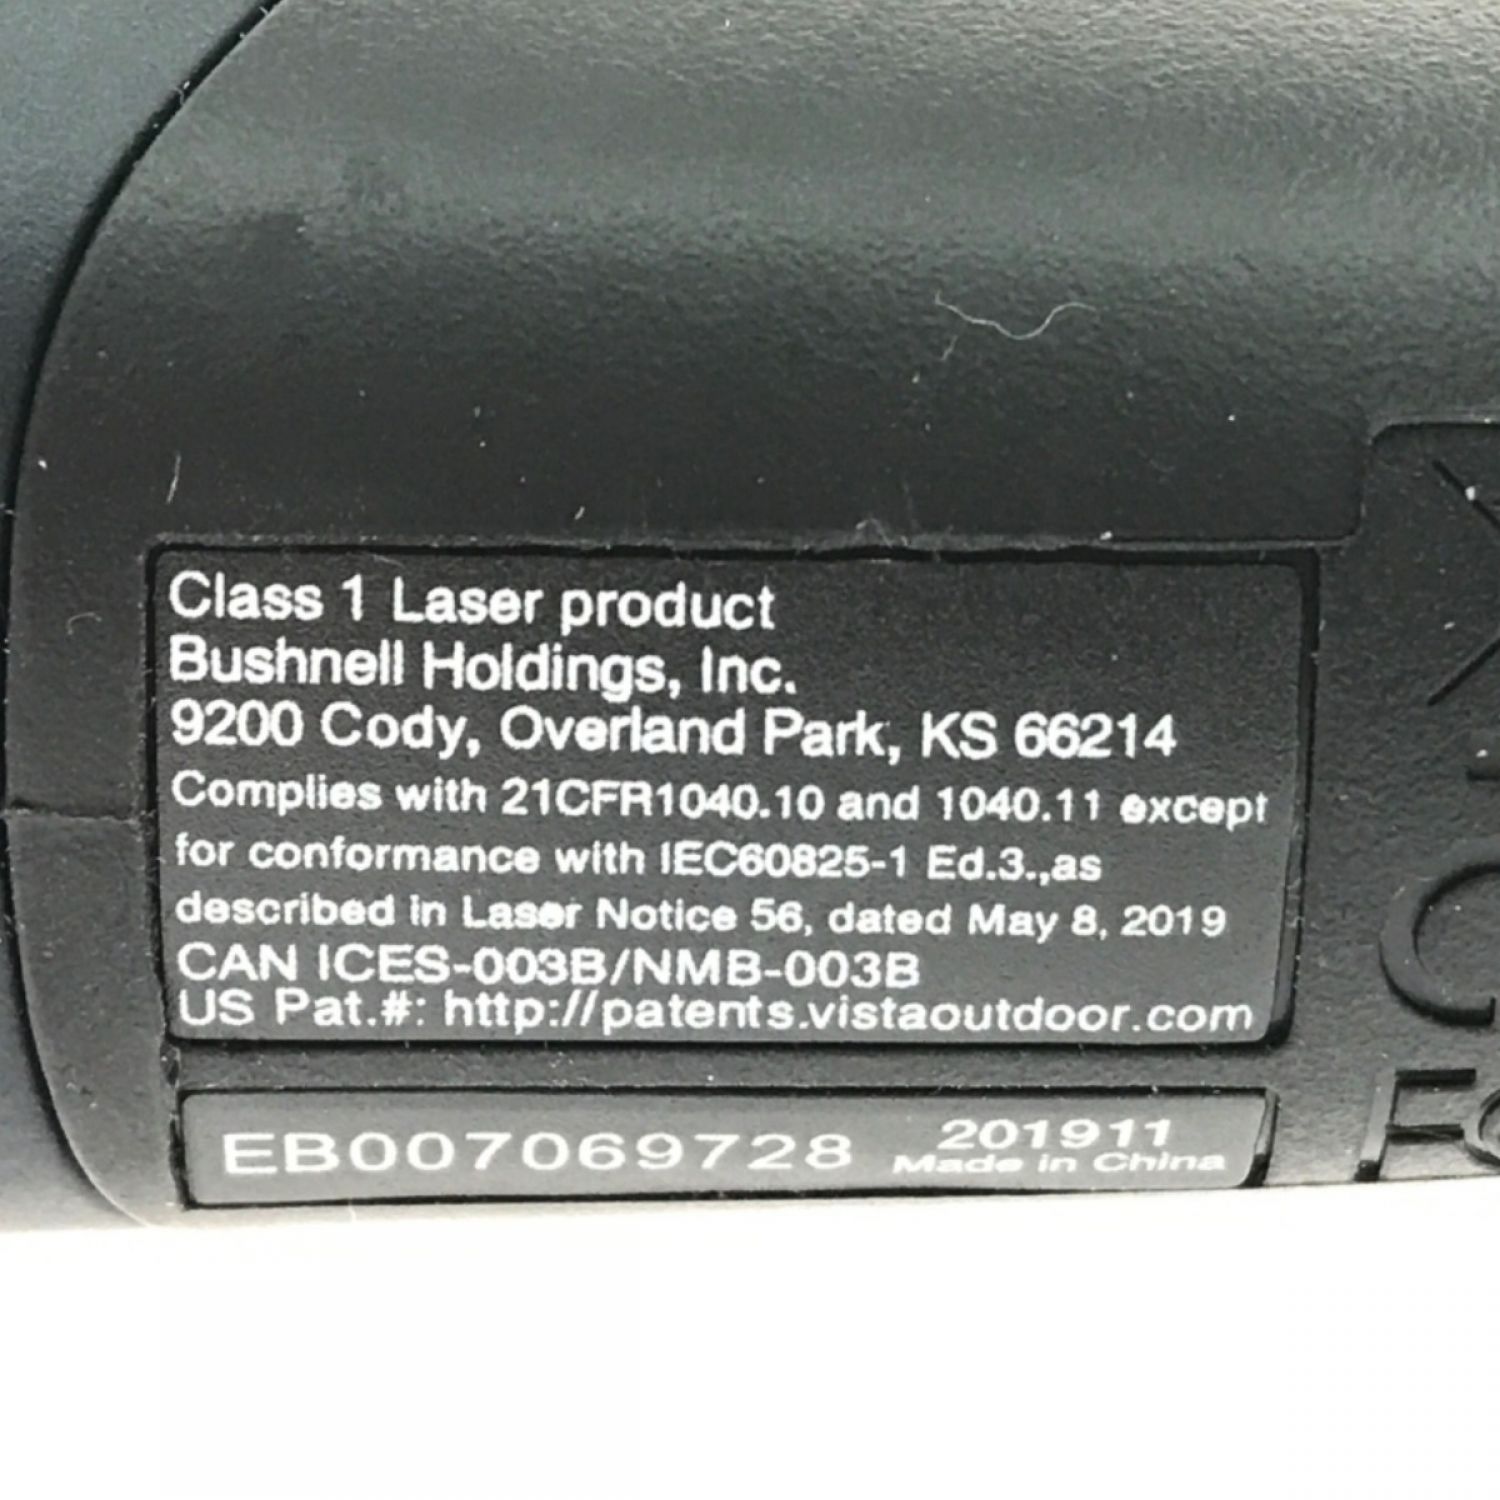 Class 1 Laser product
Bushnell Holdings, Inc.
9200 Cody, Overland Park, KS 66214
Complies with 21CFR1040.10 and 1040.11 except
for conformance with IEC60825-1 Ed.3.,as
described in Laser Notice 56, dated May 8, 2019
CAN ICES-003B/NMB-003B
US Pat.#: http://patents.vistaoutdoor.com
EB007069728
201911
Made in China